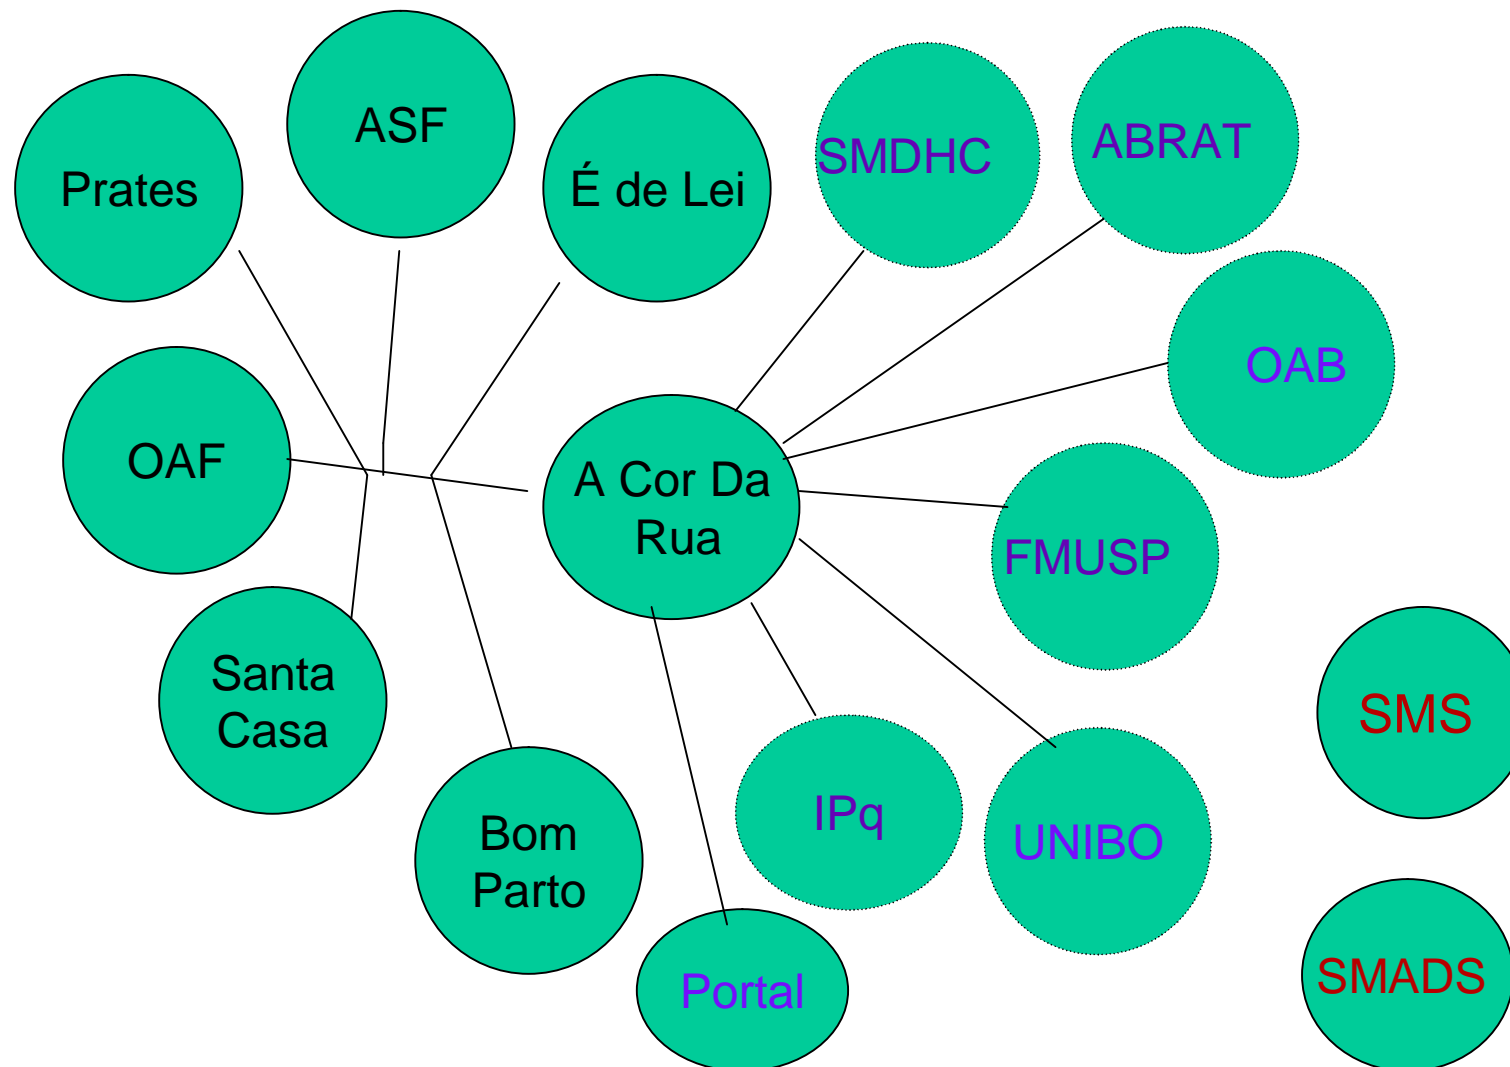 Prates
ASF
É de Lei
SMDHC
ABRAT
OAF
A Cor Da
Rua
OAB
FMUSP
Santa
Casa
Bom
Parto
Portal
IPq
UNIBO
SMS
SMADS